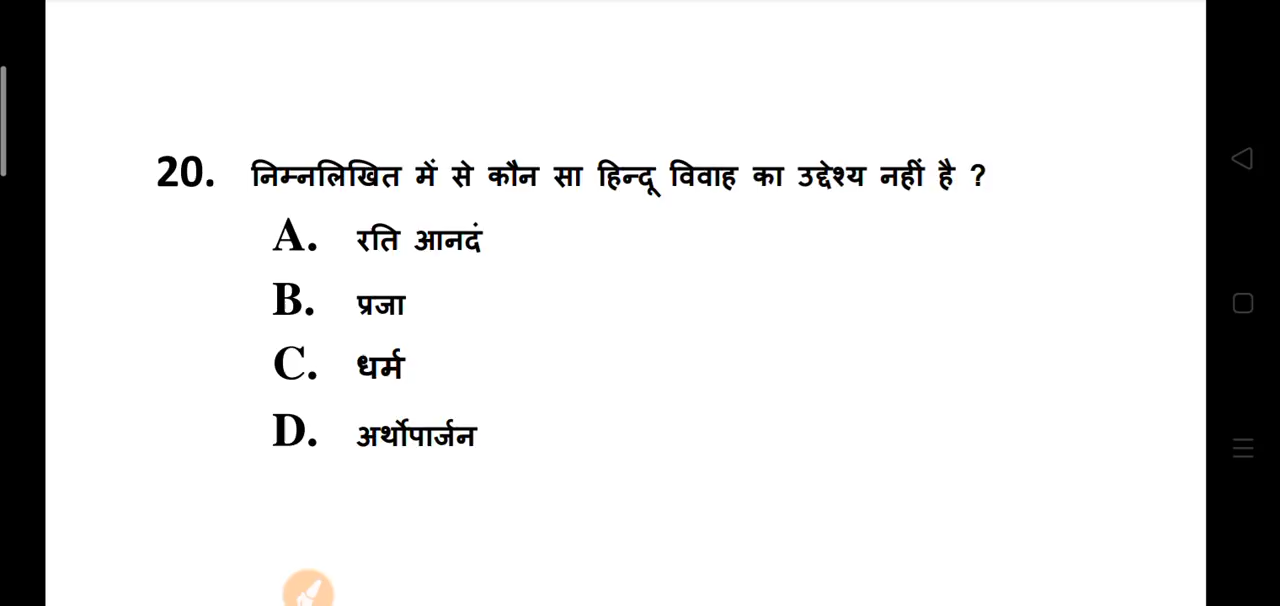 20. निम्नलिखित में से कौन सा हिन्दू विवाह का उद्देश्य नहीं है ?
A. रति आनदं
B. प्रजा
C. धर्म
D. अर्थोपार्जन